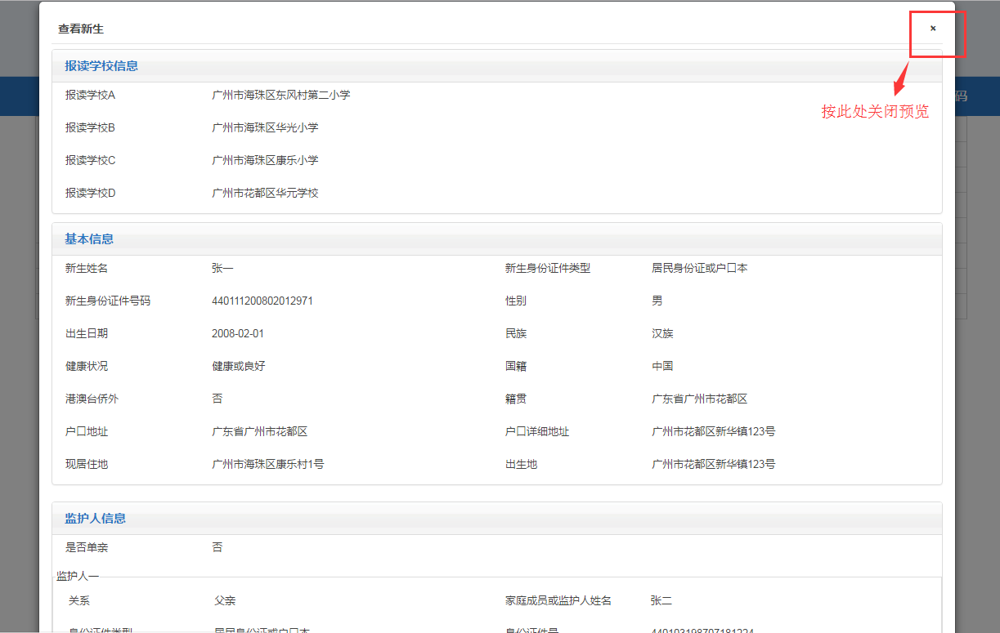 查看新生
×
报读学校信息
报读学校A 广州市海珠区东风村第二小学
码
按此处关闭预览
报读学校B 广州市海珠区华光小学
报读学校C 广州市海珠区康乐小学
报读学校D 广州市花都区华元学校
基本信息
新生姓名 张一 新生身份证件类型 居民身份证或户口本
新生身份证件号码 440111200802012971 性别 男
出生日期 2008-02-01 民族 汉族
健康状况 健康或良好 国籍 中国
港澳台侨外 否 籍贯 广东省广州市花都区
户口地址 广东省广州市花都区 户口详细地址 广州市花都区新华镇123号
现居住地 广州市海珠区康乐村1号 出生地 广州市花都区新华镇123号
监护人信息
是否单亲 否
监护人一
关系 父亲 家庭成员或监护人姓名 张二
身份证件类型 居民身份证或户口本 身份证件号 440103198707181224